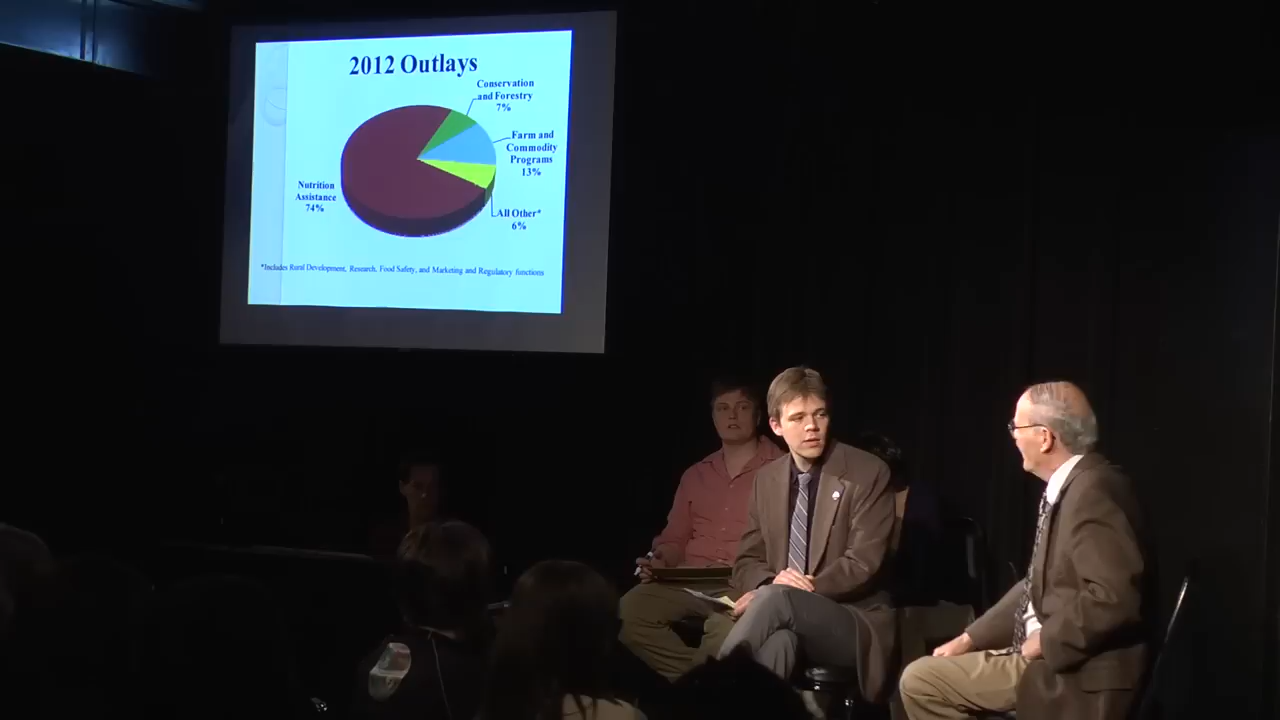 2012 Outlays
Conservation
and Forestry
7%
Farm and
Commodity
Programs
13%
Nutrition
Assistance
74%
All Other*
6%
*Includes Rural Development, Research, Food Safety, and Marketing and Regulatory functions